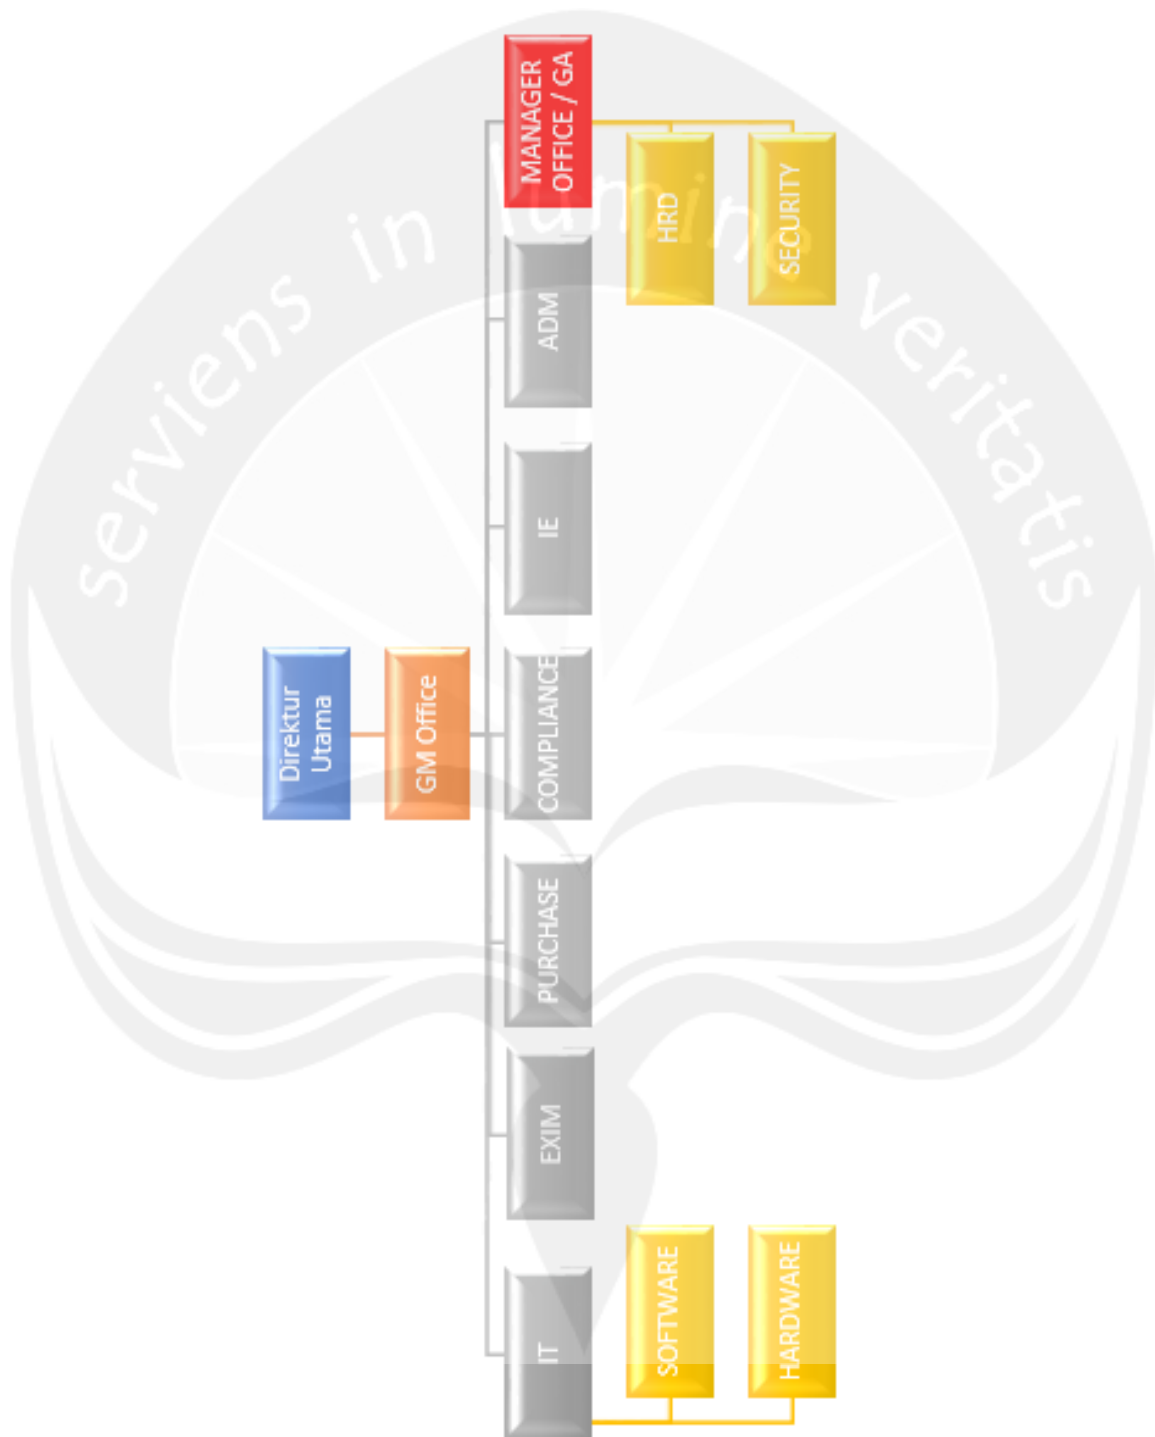 serviens in lumine veritatis
Direktur
Utama
GM Office
IT
EXIM
PURCHASE
COMPLIANCE
IE
ADM
MANAGER
OFFICE / GA
SOFTWARE
HARDWARE
HRD
SECURITY